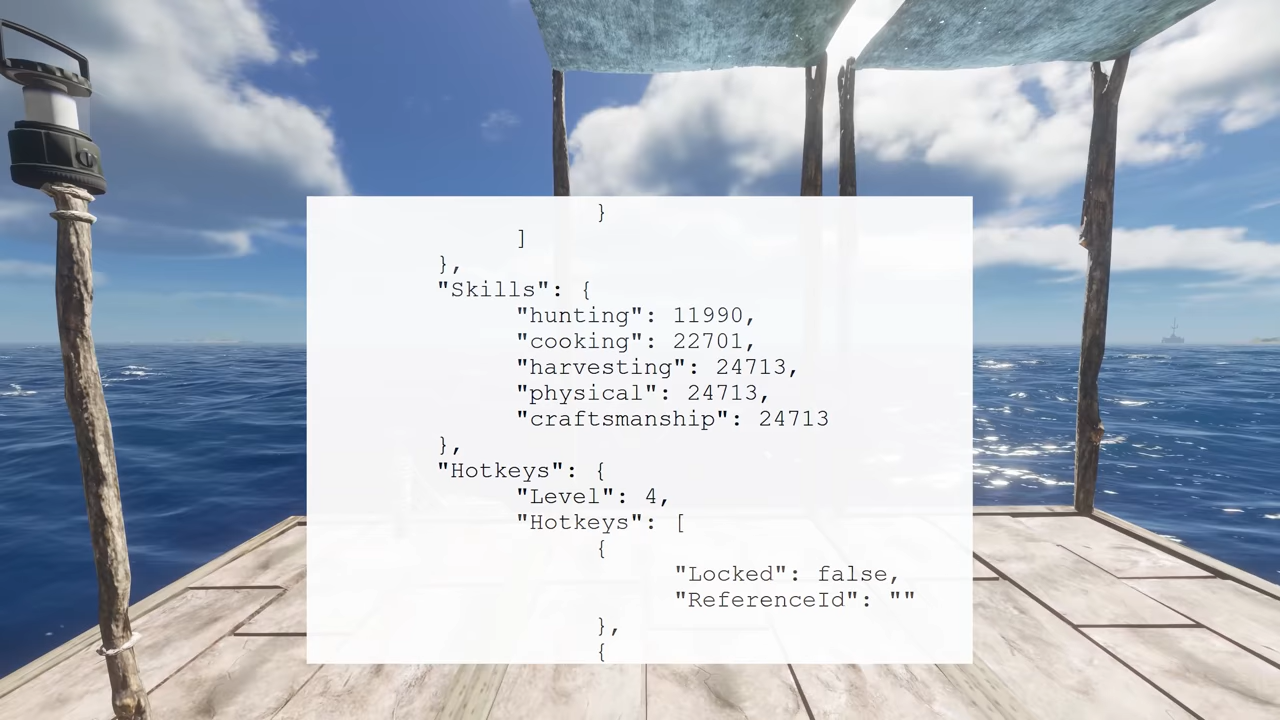 }
]
},
"Skills": {
"hunting": 11990,
"cooking": 22701,
"harvesting": 24713,
"physical": 24713,
"craftsmanship": 24713
},
"Hotkeys": {
"Level": 4,
"Hotkeys": [
{
"Locked": false,
"ReferenceId": ""
},
{